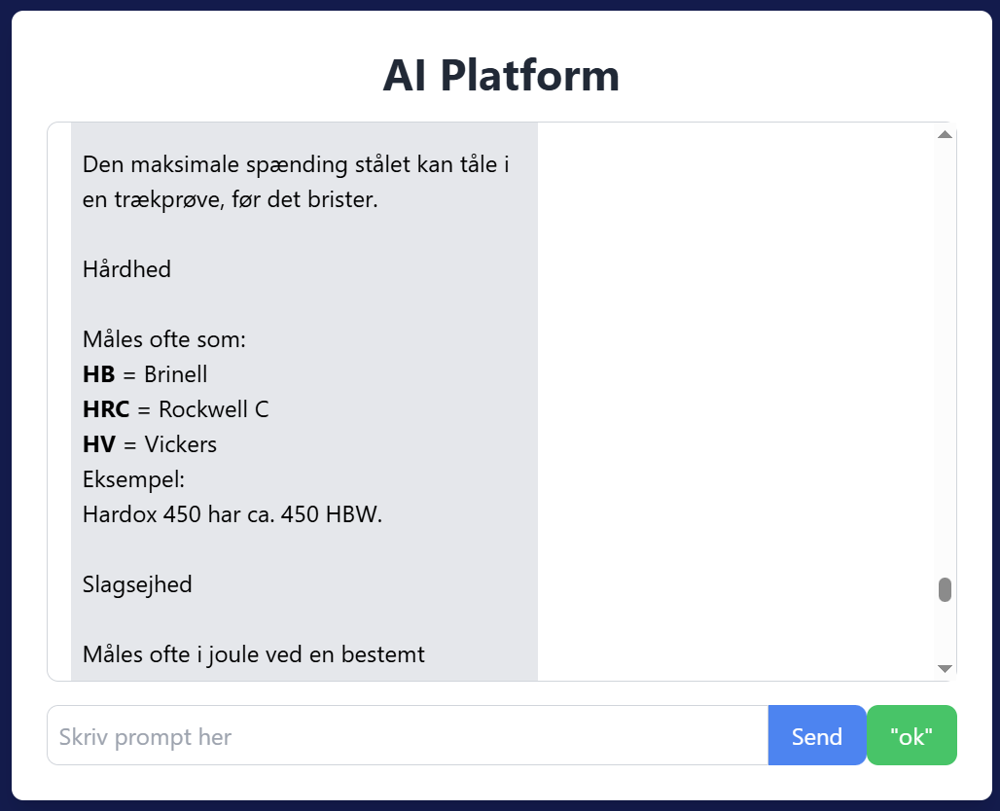 AI Platform
Den maksimale spænding stålet kan tåle i
en trækprøve, før det brister.
Hårdhed
Måles ofte som:
HB = Brinell
HRC = Rockwell C
HV = Vickers
Eksempel:
Hardox 450 har ca. 450 HBW.
Slagsejhed
Måles ofte i joule ved en bestemt
Skriv prompt her
Send
"ok"